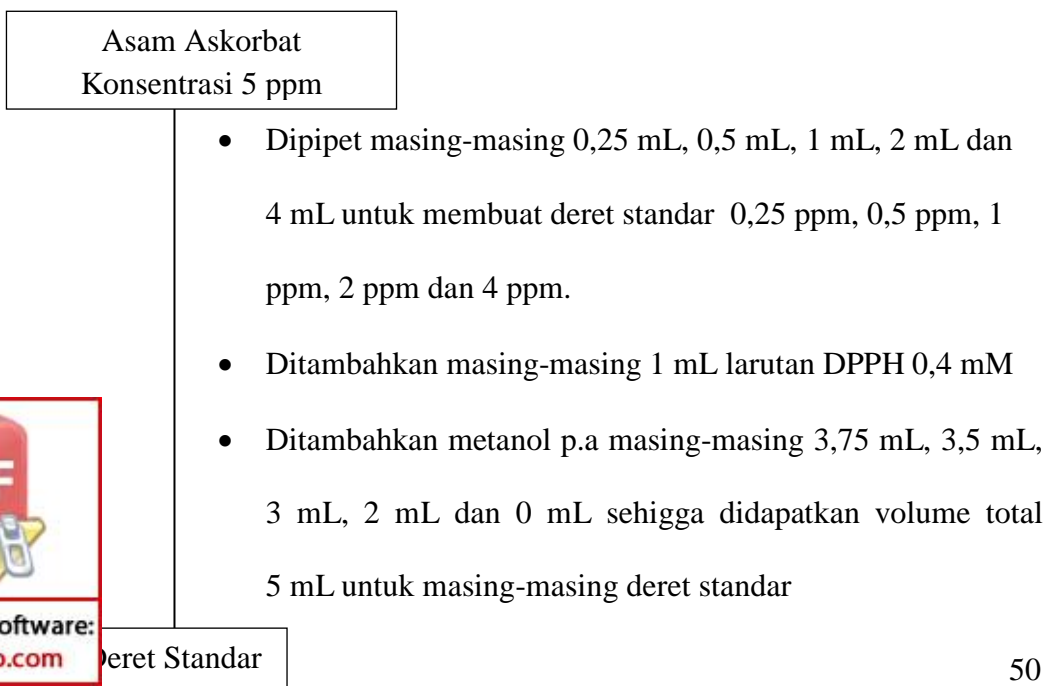 Asam Askorbat
Konsentrasi 5 ppm
• Dipipet masing-masing 0,25 mL, 0,5 mL, 1 mL, 2 mL dan
4 mL untuk membuat deret standar 0,25 ppm, 0,5 ppm, 1
ppm, 2 ppm dan 4 ppm.
• Ditambahkan masing-masing 1 mL larutan DPPH 0,4 mM
• Ditambahkan metanol p.a masing-masing 3,75 mL, 3,5 mL,
3 mL, 2 mL dan 0 mL sehigga didapatkan volume total
5 mL untuk masing-masing deret standar
Standar
50